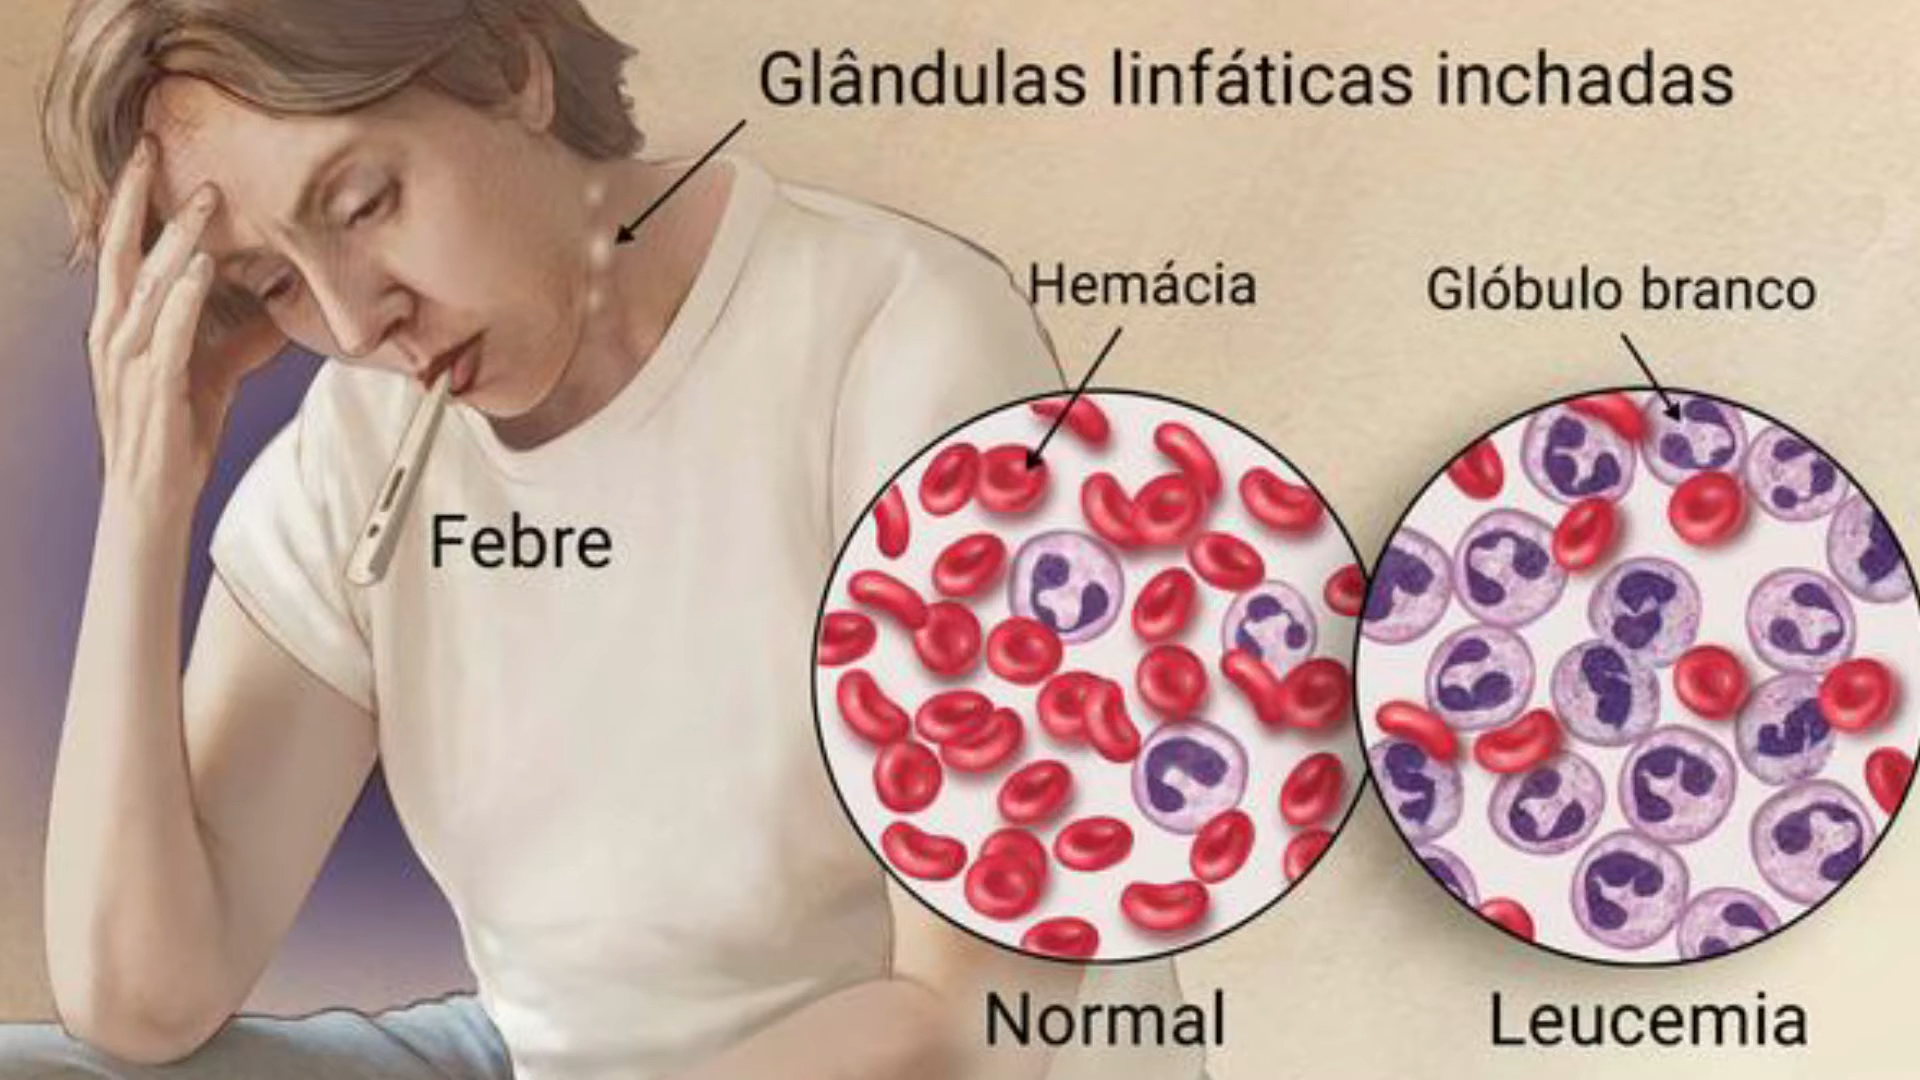 Glândulas linfáticas inchadas
Hemácia
Glóbulo branco
Febre
Normal
Leucemia